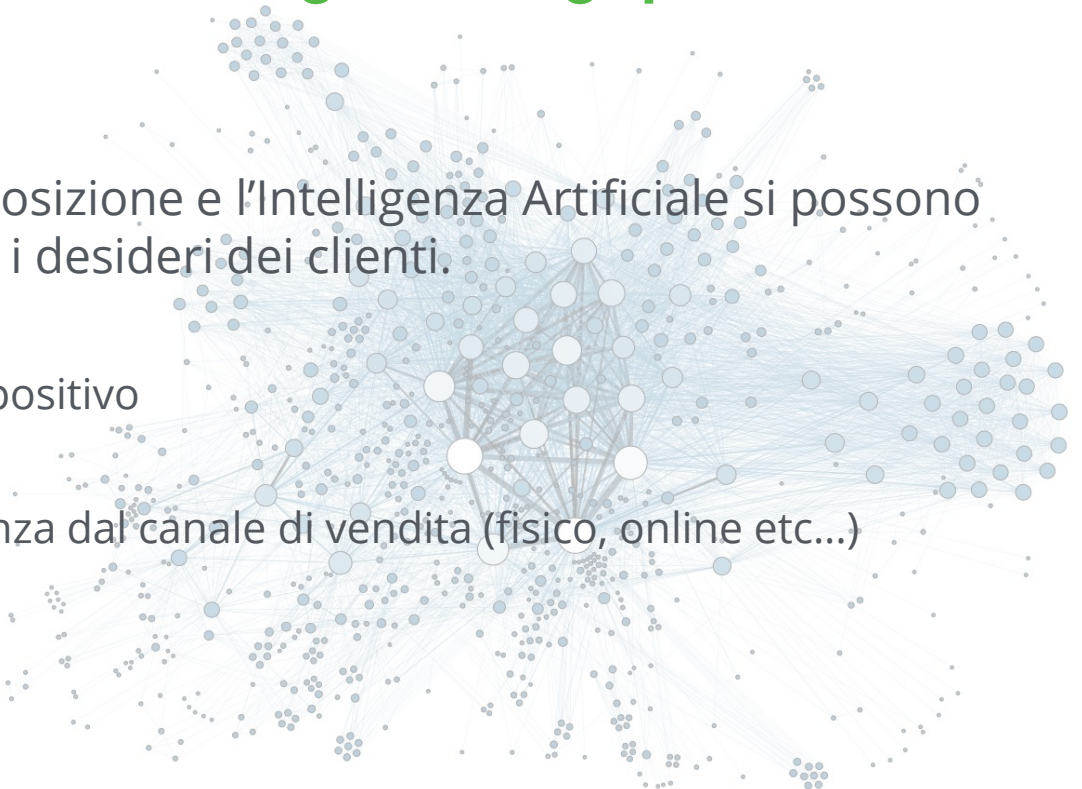 osizione e l’Intelligenza Artificiale si possono
i desideri dei clienti.
positivo
nza dal canale di vendita (fisico, online etc…)